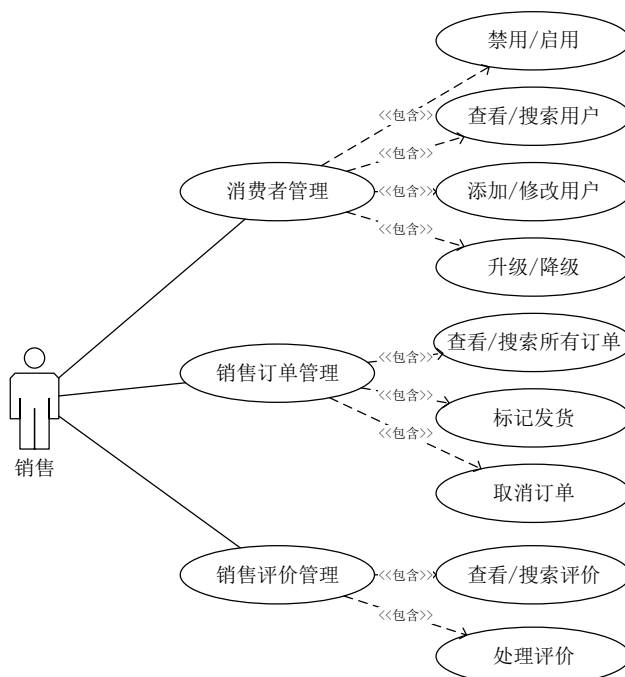 禁用/启用
<<包含>>
查看/搜索用户
<<包含>>
消费者管理
<<包含>>
添加/修改用户
<<包含>>
升级/降级
查看/搜索所有订单
<<包含>>
销售订单管理
<<包含>>
标记发货
<<包含>>
销售
取消订单
销售评价管理
<<包含>>
查看/搜索评价
<<包含>>
处理评价